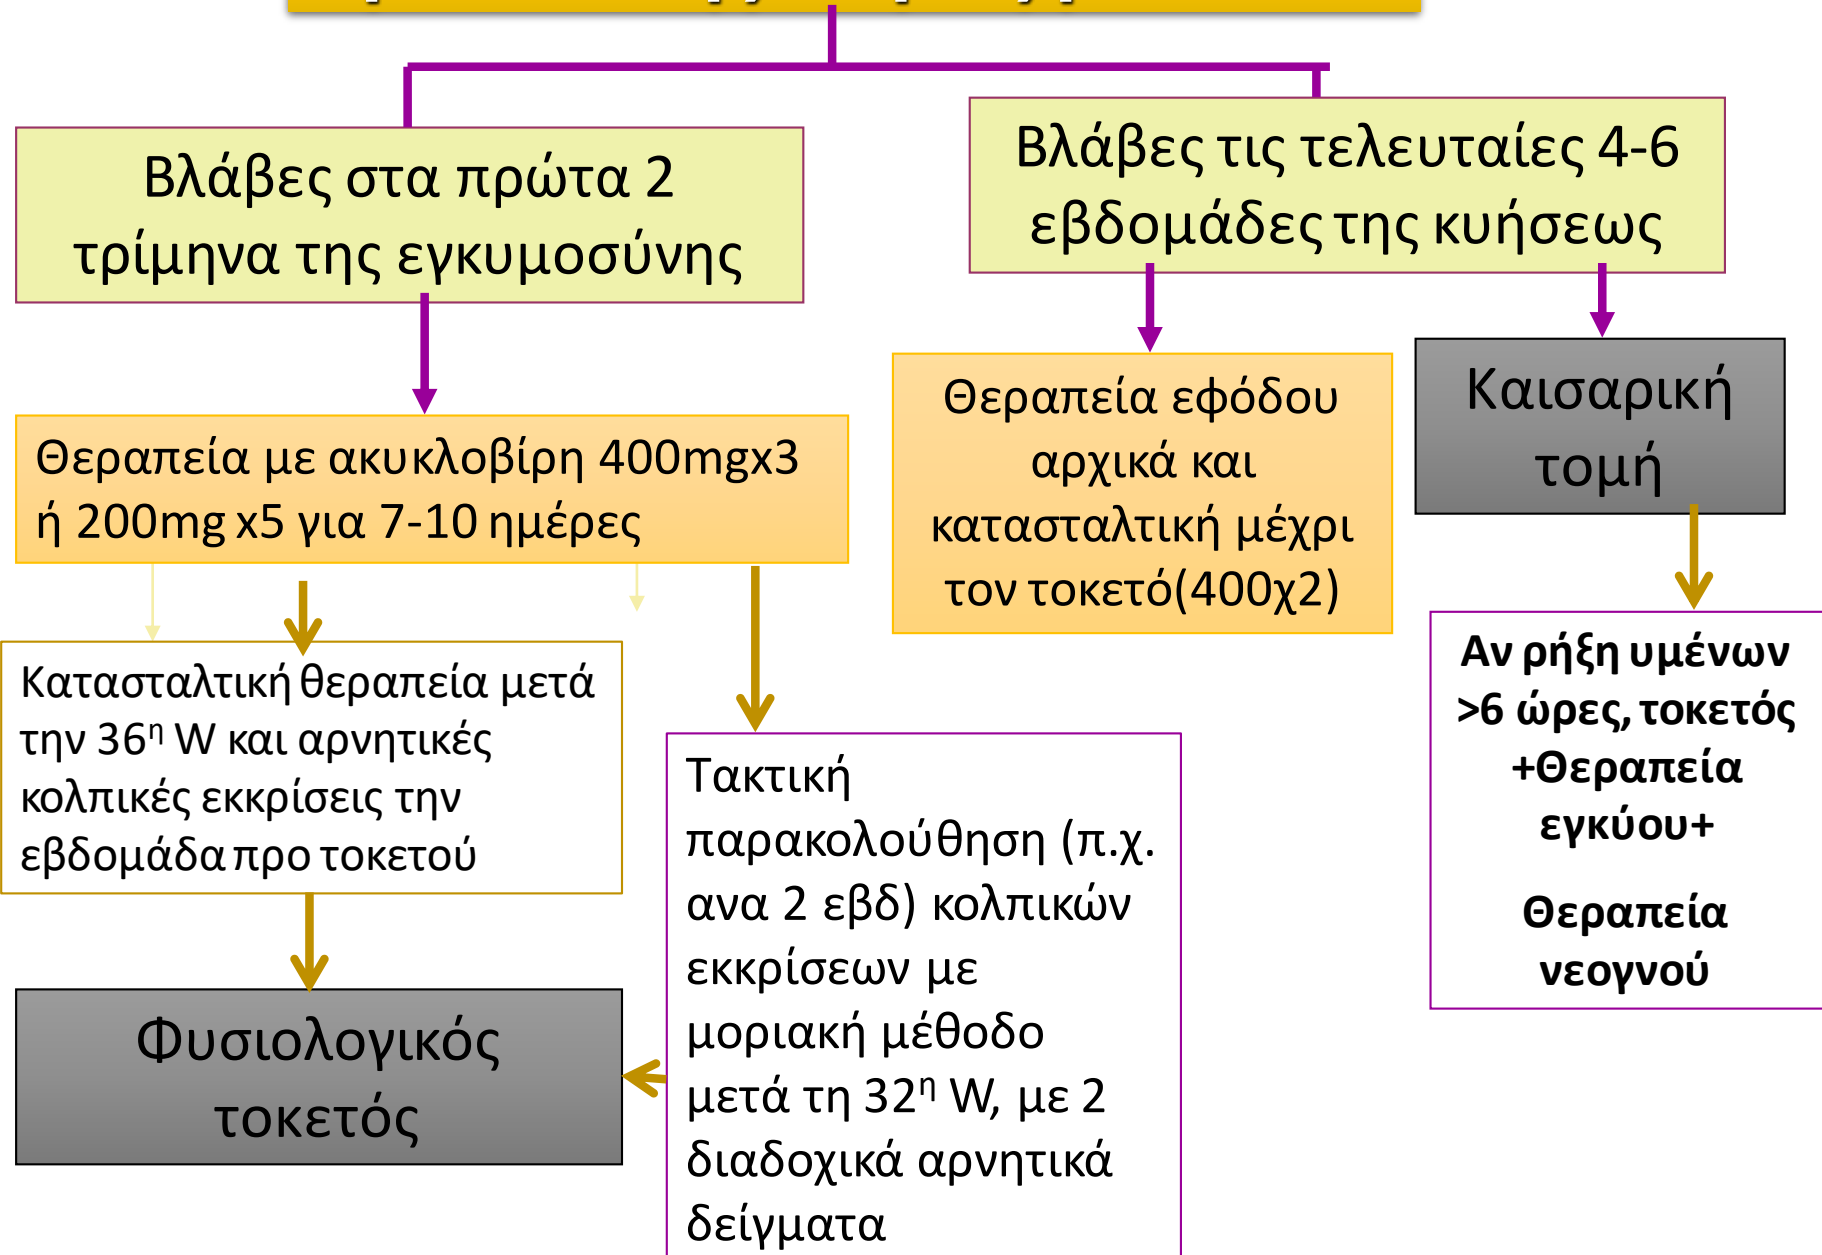 Βλάβες στα πρώτα 2
τρίμηνα της εγκυμοσύνης
Βλάβες τις τελευταίες 4-6
εβδομάδες της κυήσεως
Θεραπεία με ακυκλοβίρη 400mgx3
ή 200mg x5 για 7-10 ημέρες
Θεραπεία εφόδου
αρχικά και
κατασταλτική μέχρι
τον τοκετό(400χ2)
Καισαρική
τομή
Κατασταλτική θεραπεία μετά
την 36η W και αρνητικές
κολπικές εκκρίσεις την
εβδομάδα προ τοκετού
Τακτική
παρακολούθηση (π.χ.
ανα 2 εβδ) κολπικών
εκκρίσεων με
μοριακή μέθοδο
μετά τη 32η W, με 2
διαδοχικά αρνητικά
δείγματα
Αν ρήξη υμένων
>6 ώρες, τοκετός
+Θεραπεία
εγκύου+
Θεραπεία
νεογνού
Φυσιολογικός
τοκετός